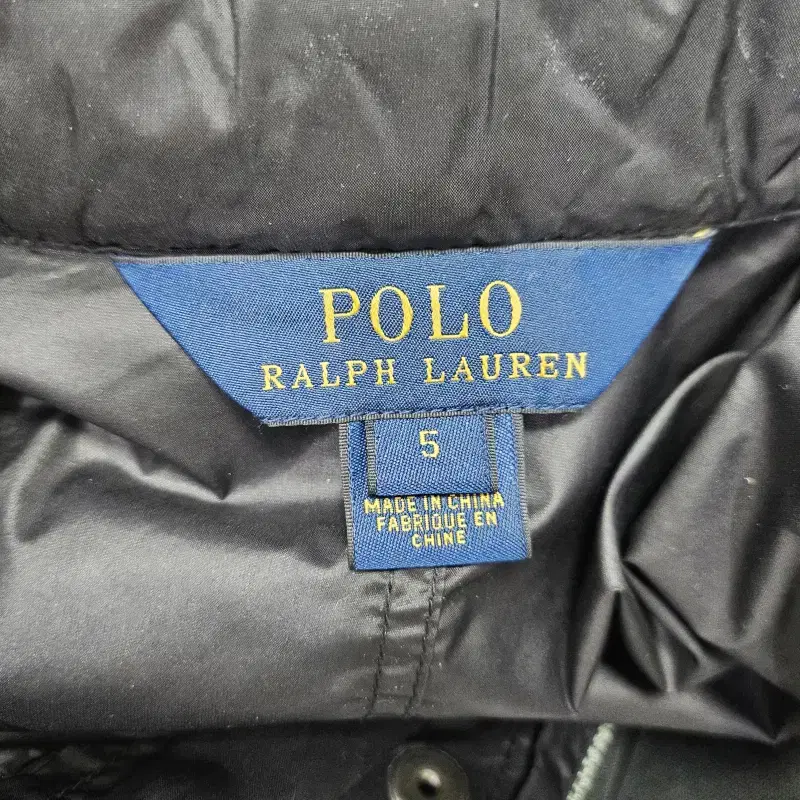 POLO
RALPH LAUREN
5
MADE IN CHINA
FABRIQUE EN
CHINE